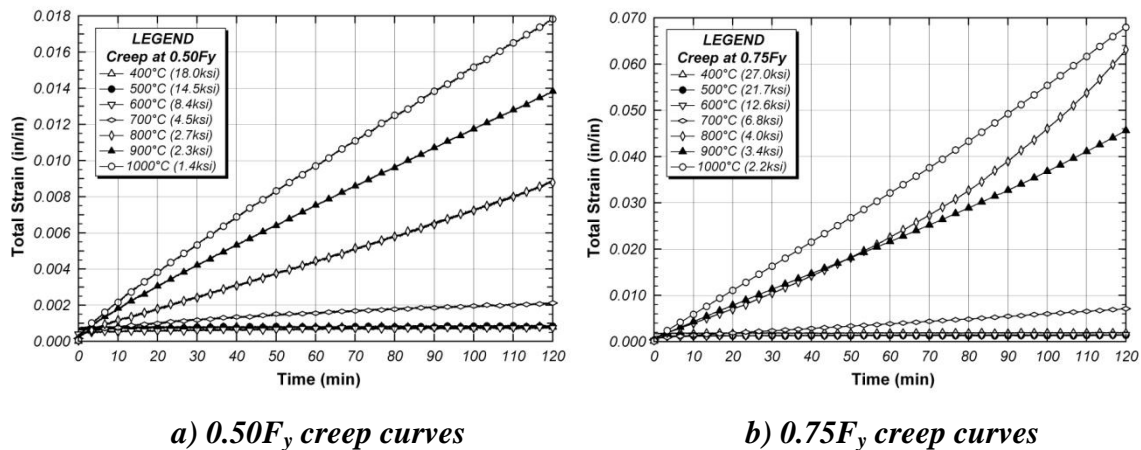 LEGEND
Creep at 0.50Fy
400°C (18.0ksi)
500°C (14.5ksi)
600°C (8.4ksi)
700°C (4.5ksi)
800°C (2.7ksi)
900°C (2.3ksi)
1000°C (1.4ksi)
Total Strain (in/in)
0.018
0.016
0.014
0.012
0.010
0.008
0.006
0.004
0.002
0.000
0 10 20 30 40 50 60 70 80 90 100 110 120
Time (min)
a) 0.50Fy creep curves
LEGEND
Creep at 0.75Fy
400°C (27.0ksi)
500°C (21.7ksi)
600°C (12.6ksi)
700°C (6.8ksi)
800°C (4.0ksi)
900°C (3.4ksi)
1000°C (2.2ksi)
Total Strain (in/in)
0.070
0.060
0.050
0.040
0.030
0.020
0.010
0.000
0 10 20 30 40 50 60 70 80 90 100 110 120
Time (min)
b) 0.75Fy creep curves